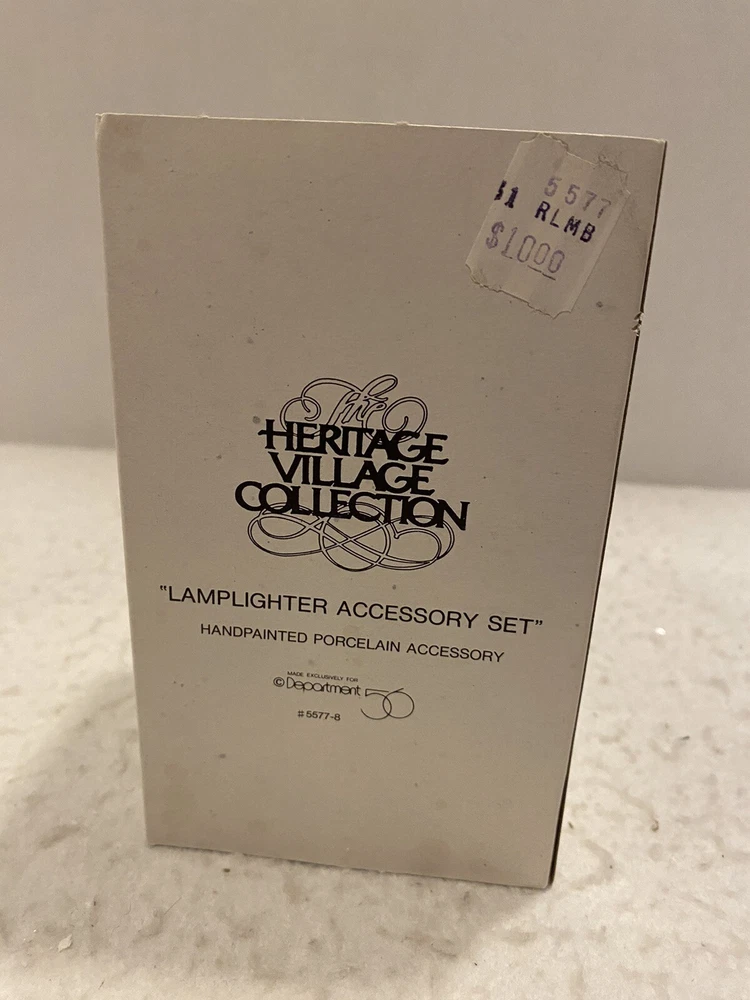 5577
51 RLMB
$1000
The
HERITAGE
VILLAGE
COLLECTION
"LAMPLIGHTER ACCESSORY SET"
HANDPAINTED PORCELAIN ACCESSORY
MADE EXCLUSIVELY FOR
© Department 56
#5577-8